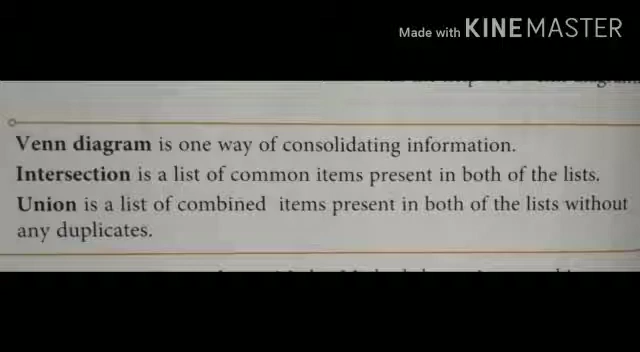 Made with KINEMASTER
Venn diagram is one way of consolidating information.
Intersection is a list of common items present in both of the lists.
Union is a list of combined items present in both of the lists without
any duplicates.